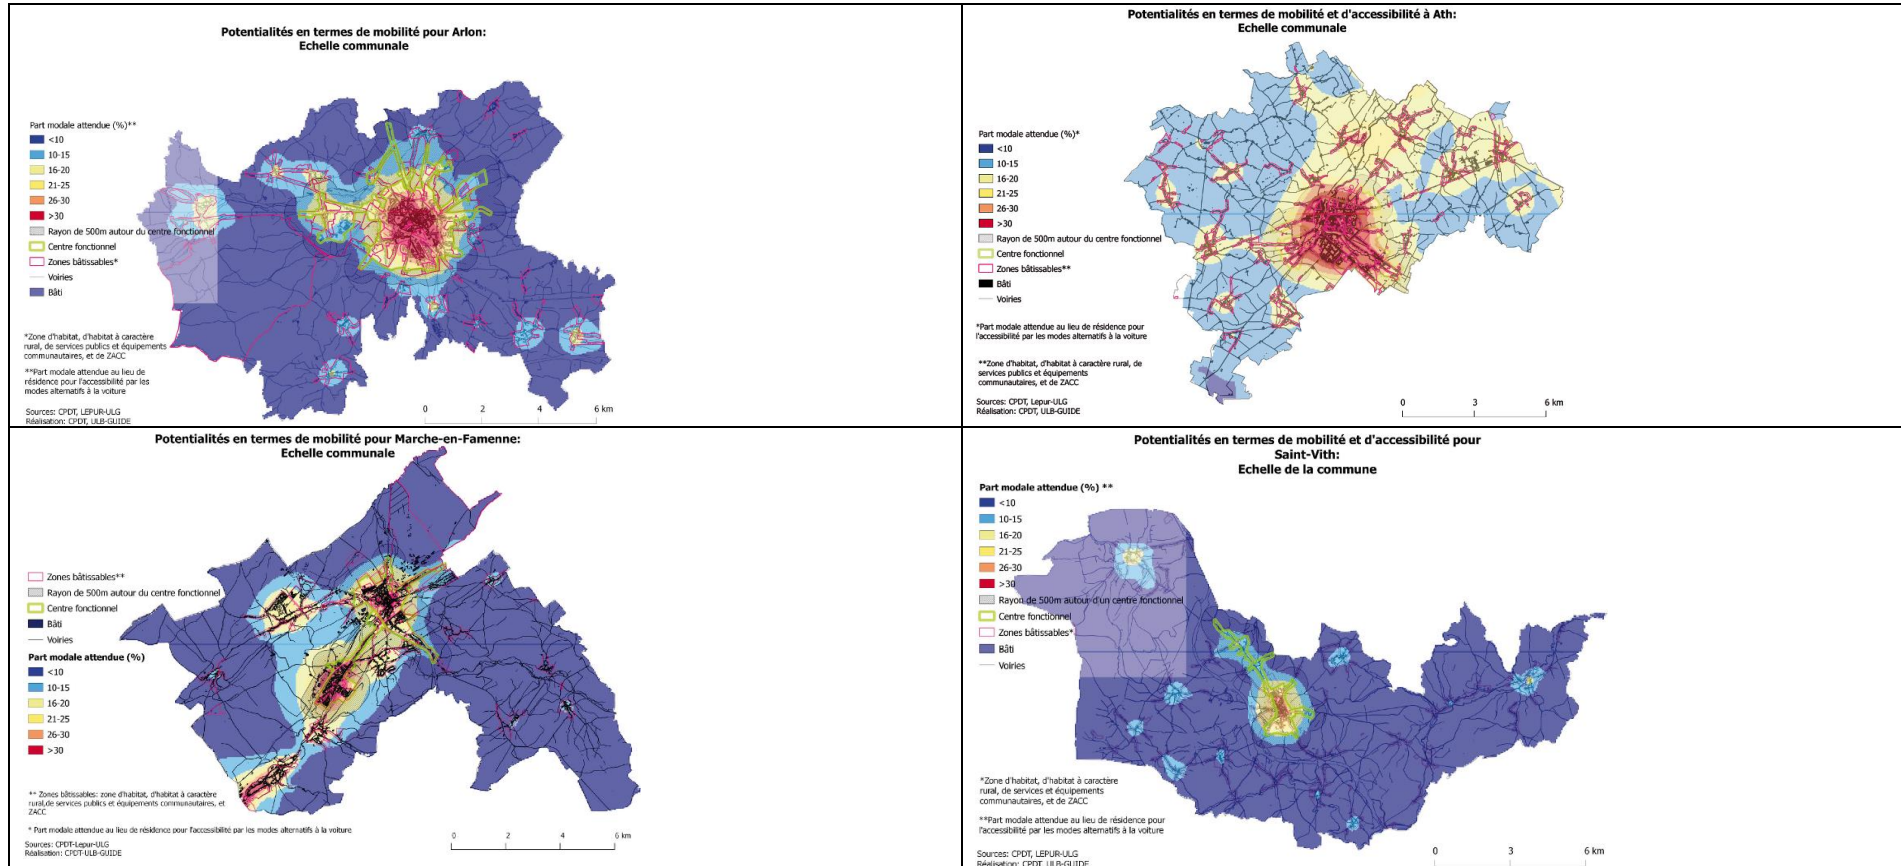 Potentialités en termes de mobilité pour Arlon:
Echelle communale
Part modale attendue (%)**
<10
10-15
16-20
21-25
26-30
>30
Rayon de 500m autour du centre fonctionnel
Centre fonctionnel
Zones bâtissables*
Voiries
Bâti
*Zone d'habitat, d'habitat à caractère
rural, de services publics et équipements
communautaires, et de ZACC
**Part modale attendue au lieu de
résidence pour l'accessibilité par les
modes alternatifs à la voiture
Sources: CPDT, LEPUR-ULG
Réalisation: CPDT, ULB-GUIDE
0 2 4 6 km
Potentialités en termes de mobilité et d'accessibilité à Ath:
Echelle communale
Part modale attendue (%)*
<10
10-15
16-20
21-25
26-30
>30
Rayon de 500m autour du centre fonctionnel
Centre fonctionnel
Zones bâtissables**
Bâti
Voiries
*Part modale attendue au lieu de résidence pour
l'accessibilité par les modes alternatifs à la voiture
**Zone d'habitat, d'habitat à caractère rural, de
services publics et équipements
communautaires, et de ZACC
Sources: CPDT, Lepur-ULG
Réalisation: CPDT, ULB-GUIDE
0 3 6 km
Potentialités en termes de mobilité pour Marche-en-Famenne:
Echelle communale
Zones bâtissables**
Rayon de 500m autour du centre fonctionnel
Centre fonctionnel
Bâti
Voiries
Part modale attendue (%)
<10
10-15
16-20
21-25
26-30
>30
** Zones bâtissables: zone d'habitat, d'habitat à caractère
rural,de services publics et équipements communautaires, et
ZACC
* Part modale attendue au lieu de résidence pour l'accessibilité par les modes alternatifs à la voiture
Sources: CPDT-Lepur-ULG
Réalisation: CPDT-ULB-GUIDE
0 2 4 6 km
Potentialités en termes de mobilité et d'accessibilité pour
Saint-Vith:
Echelle de la commune
Part modale attendue (%) **
<10
10-15
16-20
21-25
26-30
>30
Rayon de 500m autour d'un centre fonctionnel
Centre fonctionnel
Zones bâtissables*
Bâti
Voiries
*Zone d'habitat, d'habitat à caractère
rural, de services et équipements
communautaires, et de ZACC
**Part modale attendue au lieu de résidence pour
l'accessibilité par les modes alternatifs à la voiture
Sources: CPDT, LEPUR-ULG
Réalisation: CPDT, ULB-GUIDE
0 3 6 km